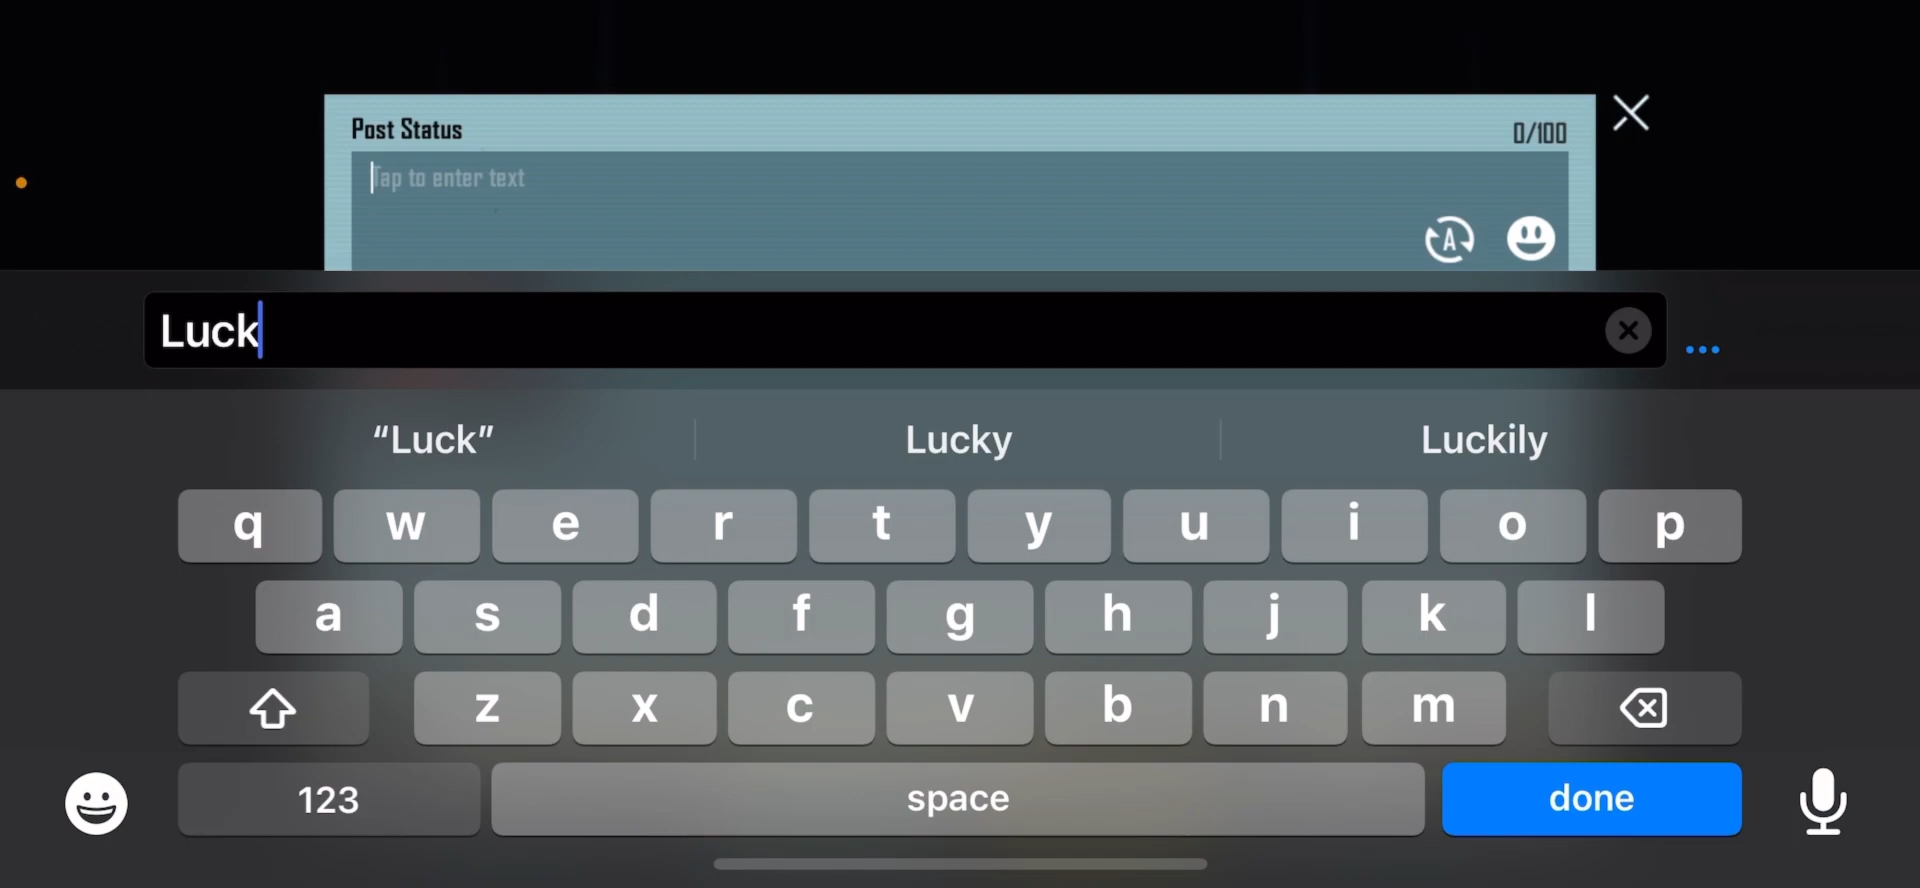 Post Status
0/100
Tap to enter text
A
Luck
...
“Luck” Lucky Luckily
q w e r t y u i o p
a s d f g h j k l
z x c v b n m
123 space done